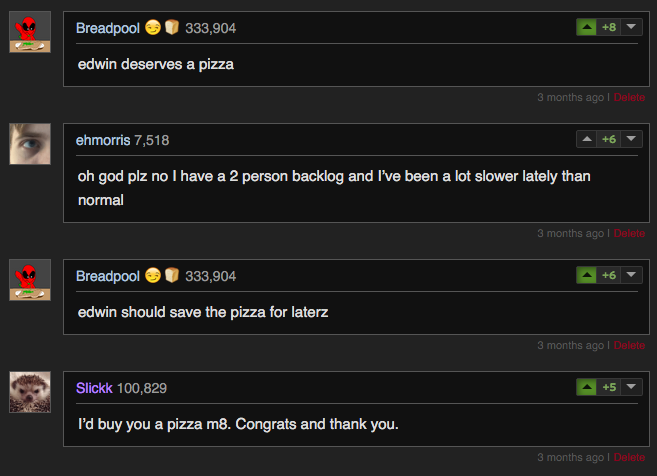 Breadpool 😏🍞 333,904
+8
edwin deserves a pizza
3 months ago | Delete
ehmorris 7,518
+6
oh god plz no I have a 2 person backlog and I've been a lot slower lately than
normal
3 months ago | Delete
Breadpool 😏🍞 333,904
+6
edwin should save the pizza for laterz
3 months ago | Delete
Slickk 100,829
+5
I'd buy you a pizza m8. Congrats and thank you.
3 months ago | Delete